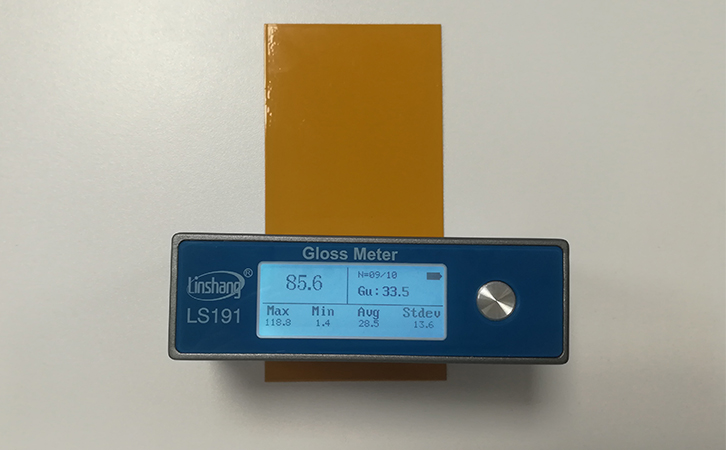 Gloss Meter
Linshang®
LS191
85.6
N=09/10
Gu:33.5
Max Min Avg Stdev
118.8 1.4 28.5 13.6